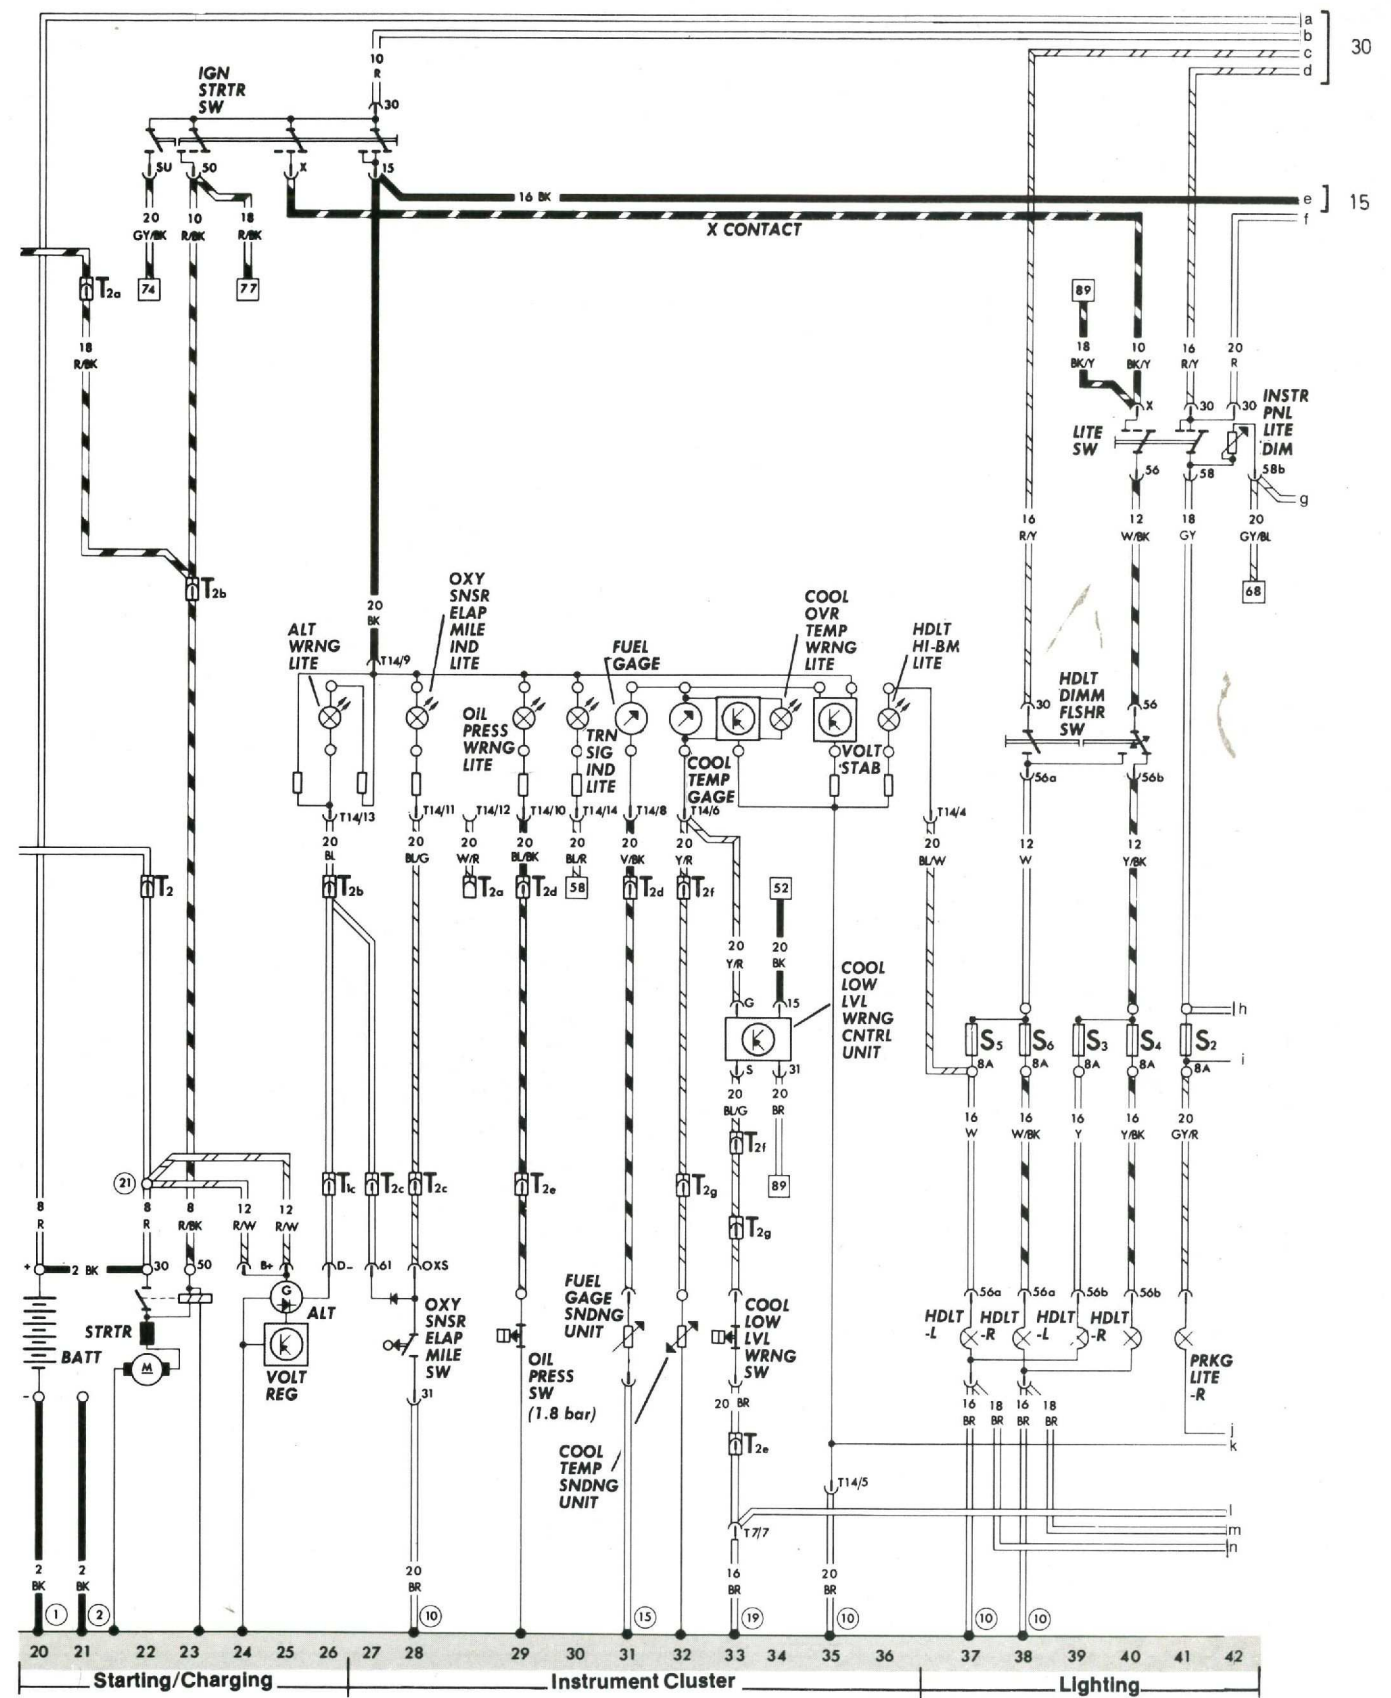 a
b
c
d
30
10
R
IGN
STRTR
SW
30
SU
50
X
15
16 BK
e
15
f
X CONTACT
20
GY/BK
10
R/BK
18
R/BK
74
77
T2a
89
18
R/BK
18
BK/Y
10
BK/Y
16
R/Y
20
R
X
30
30
INSTR
PNL
LITE
DIM
LITE
SW
56
58
58b
g
16
R/Y
12
W/BK
18
GY
20
GY/BL
68
T2b
20
BK
T14/9
ALT
WRNG
LITE
OXY
SNSR
ELAP
MILE
IND
LITE
FUEL
GAGE
COOL
OVR
TEMP
WRNG
LITE
HDLT
HI-BM
LITE
HDLT
DIMM
FLSHR
SW
30
56
56a
56b
OiL
PRESS
WRNG
LITE
TRN
SIG
IND
LITE
COOL
TEMP
GAGE
VOLT
STAB
T14/13
T14/11
T14/12
T14/10
T14/14
T14/8
T14/6
T14/4
20
BL
20
BL/G
20
W/R
20
BL/BK
20
BL/R
20
V/BK
20
Y/R
20
BL/W
12
W
12
Y/BK
T2
T2b
T2a
T2d
58
T2d
T2f
52
20
Y/R
20
BK
COOL
LOW
LVL
WRNG
CNTRL
UNIT
G
15
S
31
h
S5
S6
S3
S4
S2
8A
8A
8A
8A
8A
i
20
BL/G
20
BR
16
W
16
W/BK
16
Y
16
Y/BK
20
GY/R
T2f
89
21
T1c
T2c
T2c
T2e
T2g
T2g
8
R
8
R
8
R/BK
12
R/W
12
R/W
+
2 BK
30
50
B+
D-
61
OXS
G
ALT
STRTR
BATT
M
VOLT
REG
OXY
SNSR
ELAP
MILE
SW
31
OIL
PRESS
SW
(1.8 bar)
FUEL
GAGE
SNDNG
UNIT
COOL
TEMP
SNDNG
UNIT
COOL
LOW
LVL
WRNG
SW
20 BR
T2e
T7/7
T14/5
56a
56a
56b
56b
HDLT
-L
HDLT
-R
HDLT
-L
HDLT
-R
PRKG
LITE
-R
-
16
BR
18
BR
16
BR
18
BR
j
k
l
m
n
2
BK
2
BK
20
BR
16
BR
20
BR
1
2
10
15
19
10
10
10
20 21 22 23 24 25 26 27 28 29 30 31 32 33 34 35 36 37 38 39 40 41 42
Starting/Charging Instrument Cluster Lighting